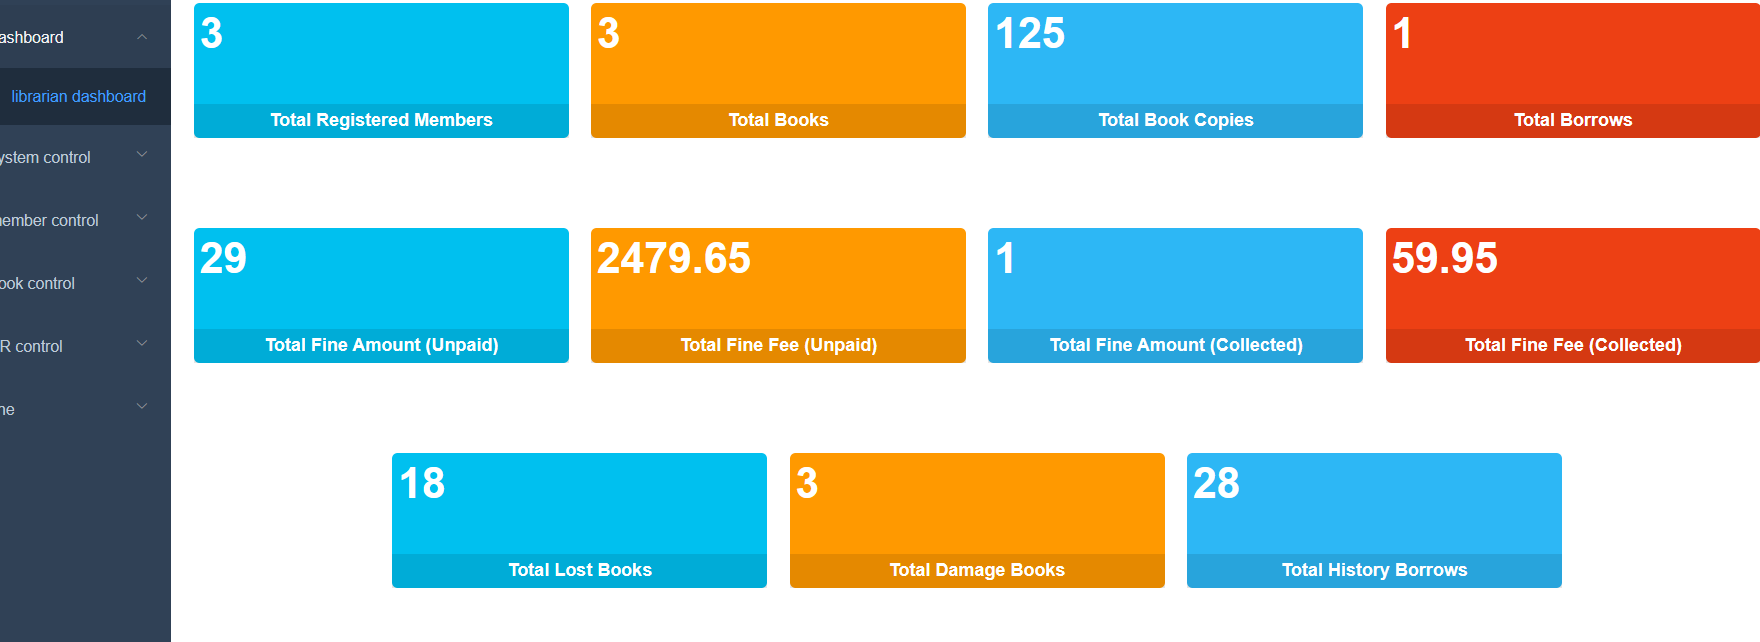 ashboard
librarian dashboard
ystem control
ember control
ook control
R control
ne
3
Total Registered Members
3
Total Books
125
Total Book Copies
1
Total Borrows
29
Total Fine Amount (Unpaid)
2479.65
Total Fine Fee (Unpaid)
1
Total Fine Amount (Collected)
59.95
Total Fine Fee (Collected)
18
Total Lost Books
3
Total Damage Books
28
Total History Borrows